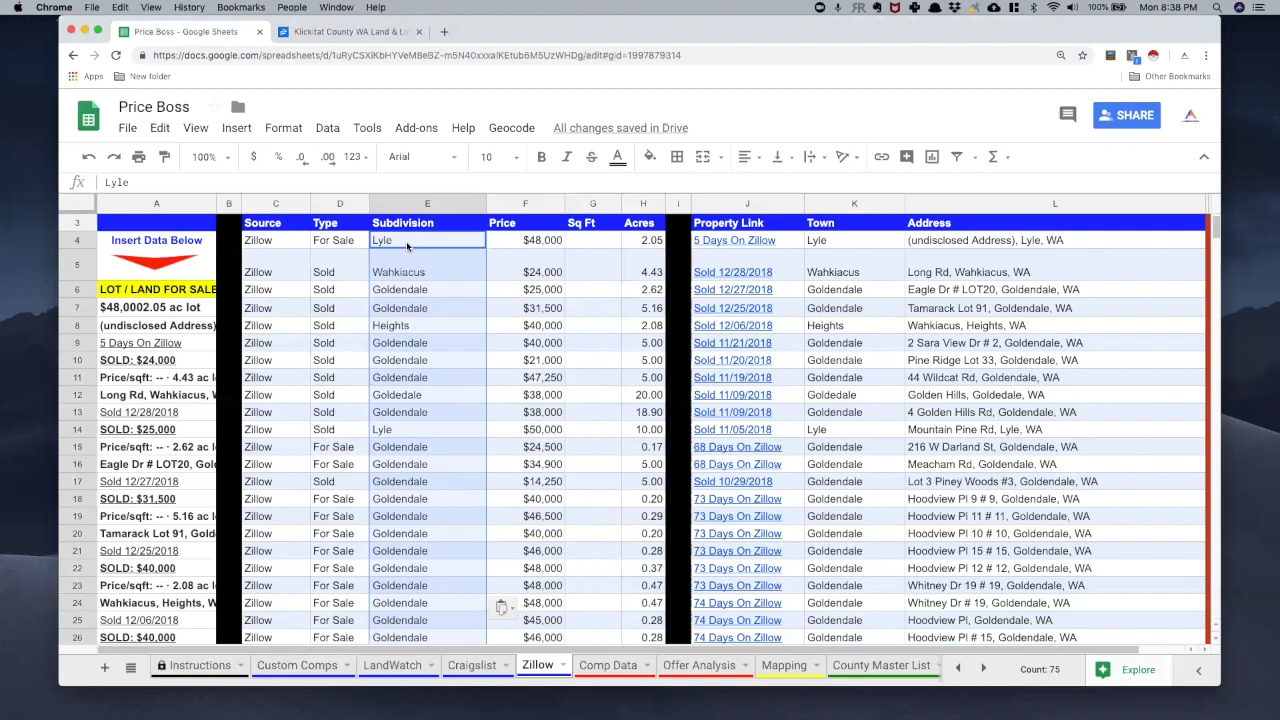 Chrome File Edit View History Bookmarks People Window Help 100% Mon 8:38 PM
Price Boss - Google Sheets Klickitat County WA Land & Lo
https://docs.google.com/spreadsheets/d/1uRyCSXiKbHYVeM8eBZ-m5N40xxxalKEtub6M5UzWHDg/edit#gid=1997879314
Apps New folder Other Bookmarks
Price Boss
File Edit View Insert Format Data Tools Add-ons Help Geocode All changes saved in Drive
SHARE
100% $ % .0 .00 123 Arial 10 B I S A Σ
fx Lyle
A B C D E F G H I J K L
3 Source Type Subdivision Price Sq Ft Acres Property Link Town Address
4 Insert Data Below Zillow For Sale Lyle $48,000 2.05 5 Days On Zillow Lyle (undisclosed Address), Lyle, WA
5 Zillow Sold Wahkiacus $24,000 4.43 Sold 12/28/2018 Wahkiacus Long Rd, Wahkiacus, WA
6 LOT / LAND FOR SALE Zillow Sold Goldendale $25,000 2.62 Sold 12/27/2018 Goldendale Eagle Dr # LOT20, Goldendale, WA
7 $48,0002.05 ac lot Zillow Sold Goldendale $31,500 5.16 Sold 12/25/2018 Goldendale Tamarack Lot 91, Goldendale, WA
8 (undisclosed Address) Zillow Sold Heights $40,000 2.08 Sold 12/06/2018 Heights Wahkiacus, Heights, WA
9 5 Days On Zillow Zillow Sold Goldendale $40,000 5.00 Sold 11/21/2018 Goldendale 2 Sara View Dr # 2, Goldendale, WA
10 SOLD: $24,000 Zillow Sold Goldendale $21,000 5.00 Sold 11/20/2018 Goldendale Pine Ridge Lot 33, Goldendale, WA
11 Price/sqft: -- · 4.43 ac l Zillow Sold Goldendale $47,250 5.00 Sold 11/19/2018 Goldendale 44 Wildcat Rd, Goldendale, WA
12 Long Rd, Wahkiacus, W Zillow Sold Goldedale $38,000 20.00 Sold 11/09/2018 Goldedale Golden Hills, Goldedale, WA
13 Sold 12/28/2018 Zillow Sold Goldendale $38,000 18.90 Sold 11/09/2018 Goldendale 4 Golden Hills Rd, Goldendale, WA
14 SOLD: $25,000 Zillow Sold Lyle $50,000 10.00 Sold 11/05/2018 Lyle Mountain Pine Rd, Lyle, WA
15 Price/sqft: -- · 2.62 ac l Zillow For Sale Goldendale $24,500 0.17 68 Days On Zillow Goldendale 216 W Darland St, Goldendale, WA
16 Eagle Dr # LOT20, Gol Zillow For Sale Goldendale $34,900 5.00 68 Days On Zillow Goldendale Meacham Rd, Goldendale, WA
17 Sold 12/27/2018 Zillow Sold Goldendale $14,250 5.00 Sold 10/29/2018 Goldendale Lot 3 Piney Woods #3, Goldendale, WA
18 SOLD: $31,500 Zillow For Sale Goldendale $40,000 0.20 73 Days On Zillow Goldendale Hoodview Pl 9 # 9, Goldendale, WA
19 Price/sqft: -- · 5.16 ac l Zillow For Sale Goldendale $46,500 0.29 73 Days On Zillow Goldendale Hoodview Pl 11 # 11, Goldendale, WA
20 Tamarack Lot 91, Gold Zillow For Sale Goldendale $40,000 0.20 73 Days On Zillow Goldendale Hoodview Pl 10 # 10, Goldendale, WA
21 Sold 12/25/2018 Zillow For Sale Goldendale $46,000 0.28 73 Days On Zillow Goldendale Hoodview Pl 15 # 15, Goldendale, WA
22 SOLD: $40,000 Zillow For Sale Goldendale $44,000 0.37 73 Days On Zillow Goldendale Hoodview Pl 12 # 12, Goldendale, WA
23 Price/sqft: -- · 2.08 ac l Zillow For Sale Goldendale $48,000 0.47 73 Days On Zillow Goldendale Whitney Dr 19 # 19, Goldendale, WA
24 Wahkiacus, Heights, W Zillow For Sale Goldendale $48,000 0.47 74 Days On Zillow Goldendale Whitney Dr # 19, Goldendale, WA
25 Sold 12/06/2018 Zillow For Sale Goldendale $45,000 0.28 74 Days On Zillow Goldendale Hoodview Pl, Goldendale, WA
26 SOLD: $40,000 Zillow For Sale Goldendale $46,000 0.28 74 Days On Zillow Goldendale Hoodview Pl # 15, Goldendale, WA
Instructions Custom Comps LandWatch Craigslist Zillow Comp Data Offer Analysis Mapping County Master List Count: 75 Explore